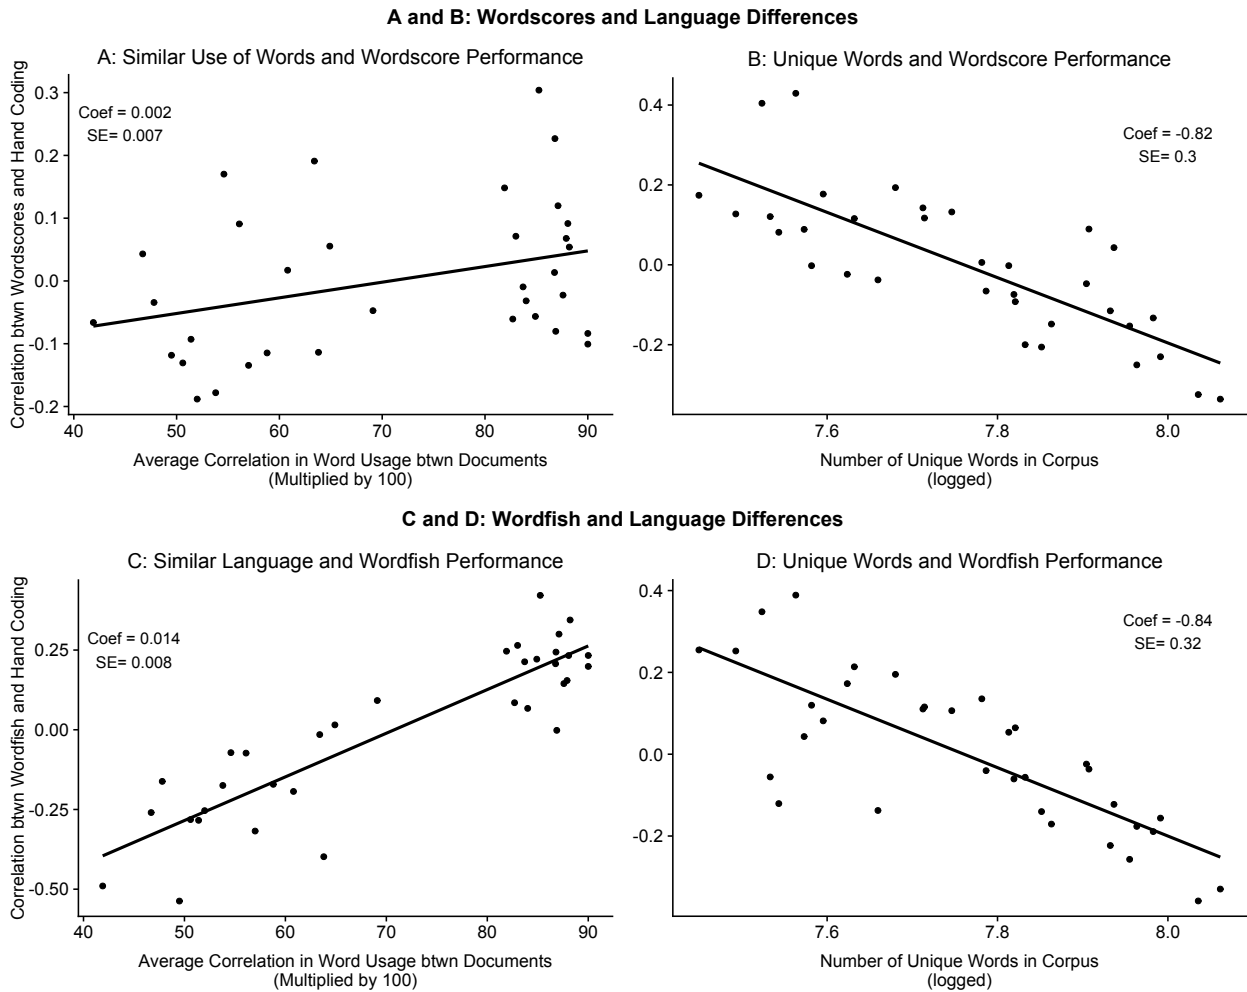 A and B: Wordscores and Language Differences
A: Similar Use of Words and Wordscore Performance
Correlation btwn Wordscores and Hand Coding
Coef = 0.002
SE= 0.007
0.3
0.2
0.1
0.0
-0.1
-0.2
40 50 60 70 80 90
Average Correlation in Word Usage btwn Documents
(Multiplied by 100)
B: Unique Words and Wordscore Performance
Coef = -0.82
SE= 0.3
0.4
0.2
0.0
-0.2
7.6 7.8 8.0
Number of Unique Words in Corpus
(logged)
C and D: Wordfish and Language Differences
C: Similar Language and Wordfish Performance
Correlation btwn Wordfish and Hand Coding
Coef = 0.014
SE= 0.008
0.25
0.00
-0.25
-0.50
40 50 60 70 80 90
Average Correlation in Word Usage btwn Documents
(Multiplied by 100)
D: Unique Words and Wordfish Performance
Coef = -0.84
SE= 0.32
0.4
0.2
0.0
-0.2
7.6 7.8 8.0
Number of Unique Words in Corpus
(logged)